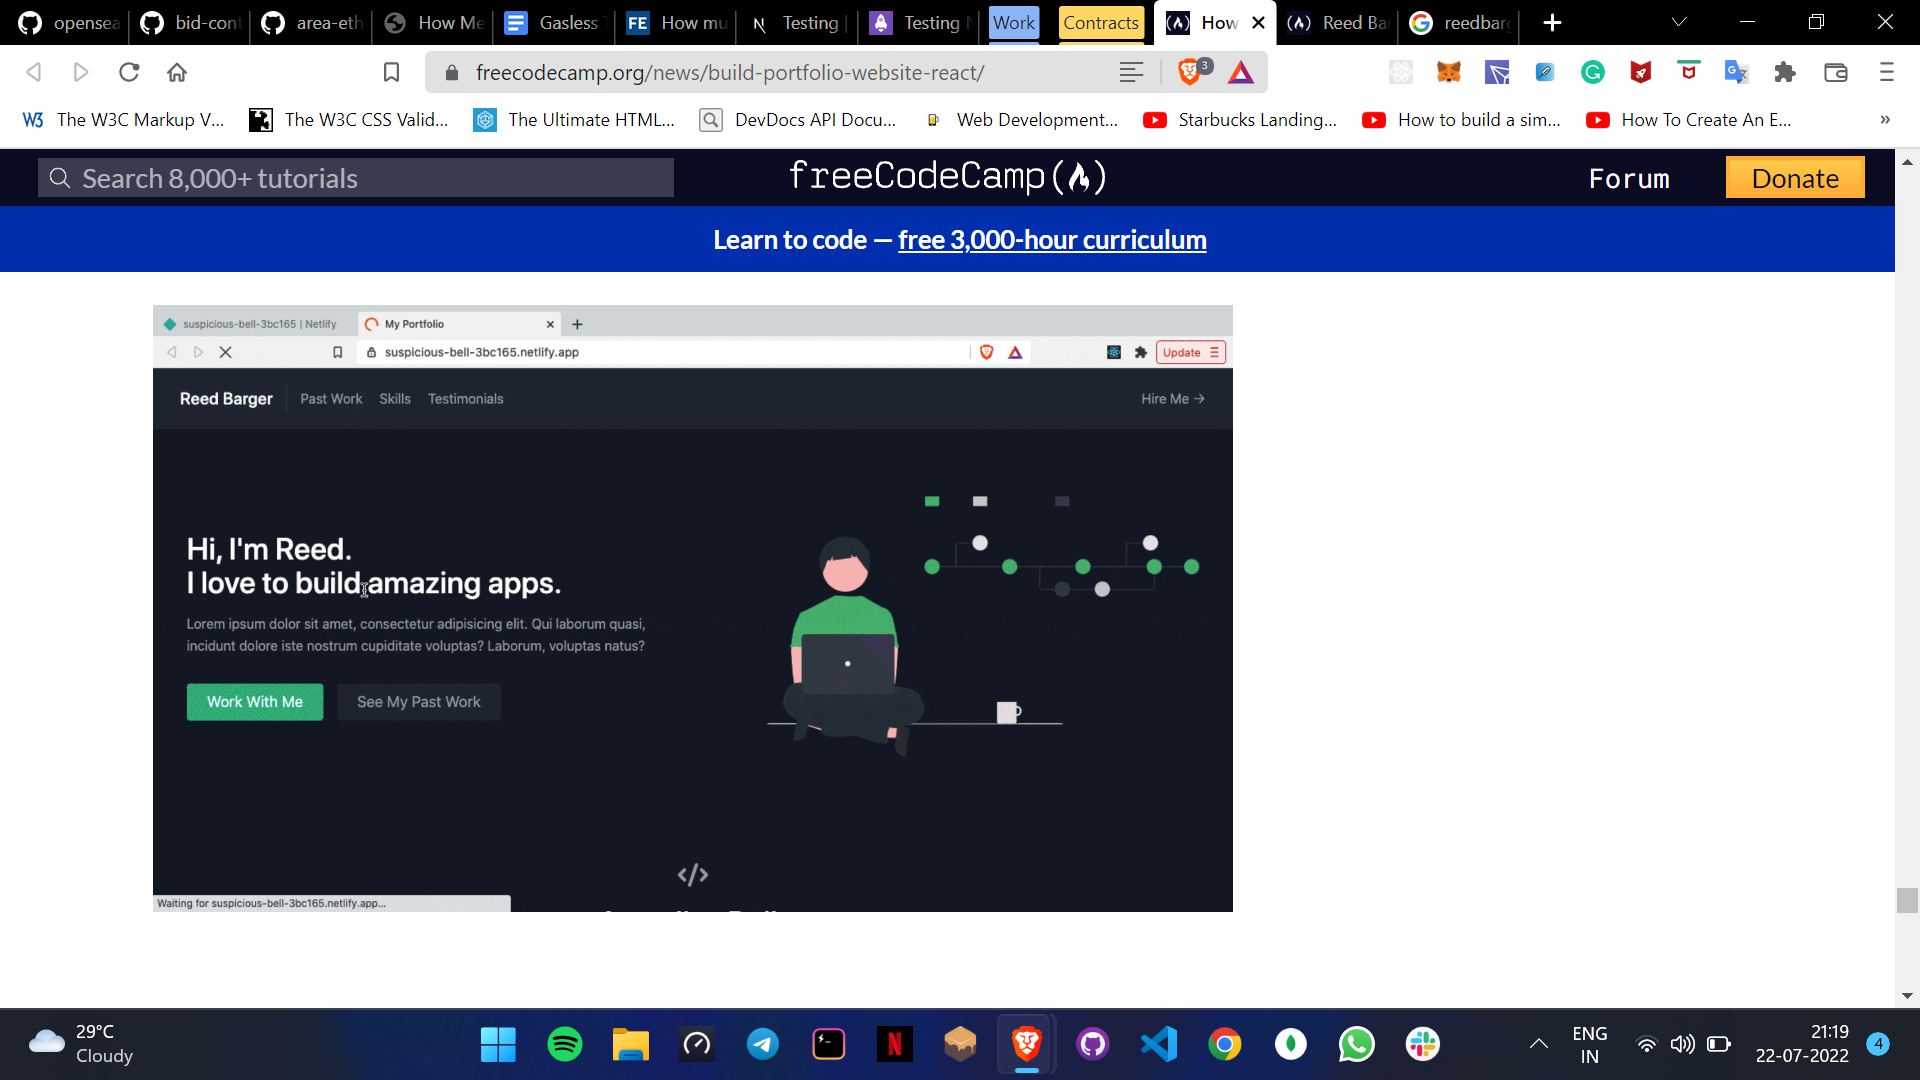 opensea
bid-cont
area-eth
How Me
Gasless T
FE How mu
N Testing |
Testing N
Work
Contracts
How
Reed Ba
reedbarg
freecodecamp.org/news/build-portfolio-website-react/
3
W3 The W3C Markup V...
The W3C CSS Valid...
The Ultimate HTML...
DevDocs API Docu...
Web Development...
Starbucks Landing...
How to build a sim...
How To Create An E...
»
Search 8,000+ tutorials
freeCodeCamp(🔥)
Forum
Donate
Learn to code — free 3,000-hour curriculum
suspicious-bell-3bc165 | Netlify
My Portfolio
suspicious-bell-3bc165.netlify.app
Update
Reed Barger
Past Work
Skills
Testimonials
Hire Me →
Hi, I'm Reed.
I love to build amazing apps.
Lorem ipsum dolor sit amet, consectetur adipisicing elit. Qui laborum quasi,
incidunt dolore iste nostrum cupiditate voluptas? Laborum, voluptas natus?
Work With Me
See My Past Work
</>
Waiting for suspicious-bell-3bc165.netlify.app...
29°C
Cloudy
N
ENG
IN
21:19
22-07-2022
4